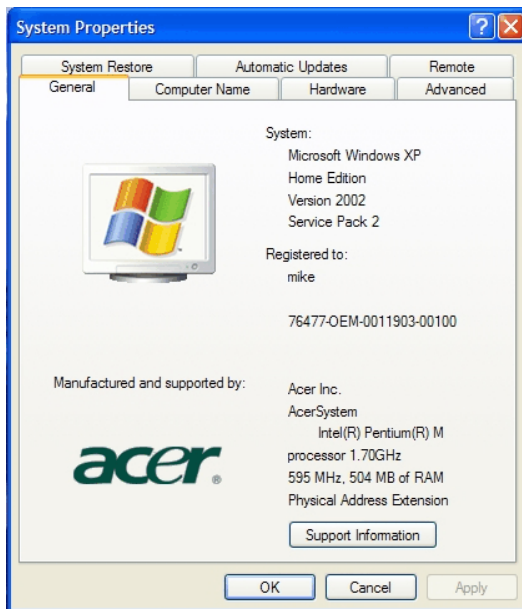 System Properties
System Restore
Automatic Updates
Remote
General
Computer Name
Hardware
Advanced
System:
Microsoft Windows XP
Home Edition
Version 2002
Service Pack 2
Registered to:
mike
76477-OEM-0011903-00100
Manufactured and supported by:
Acer Inc.
AcerSystem
Intel(R) Pentium(R) M
processor 1.70GHz
595 MHz, 504 MB of RAM
Physical Address Extension
acer
Support Information
OK
Cancel
Apply